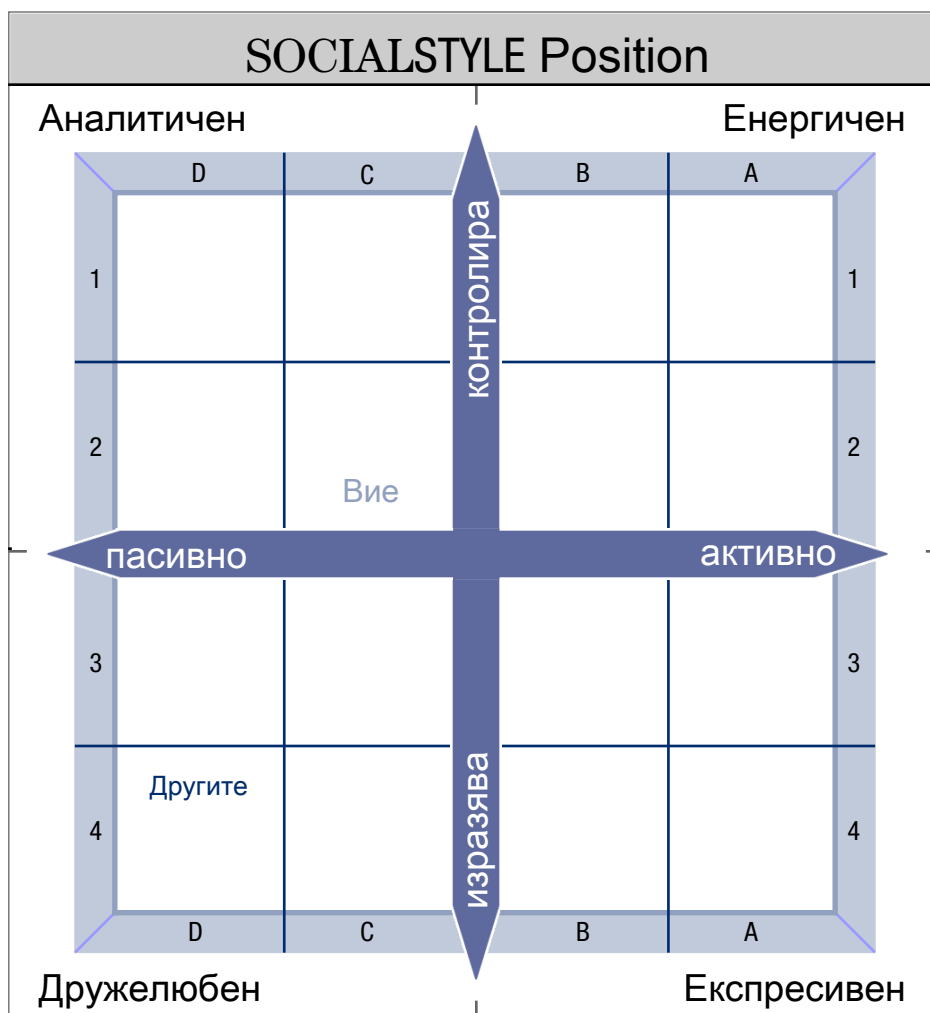 SOCIALSTYLE Position
Аналитичен Енергичен
D C B A
контролира
1 1
2 2
Вие
пасивно активно
3 3
Другите
изразява
4 4
D C B A
Дружелюбен Експресивен